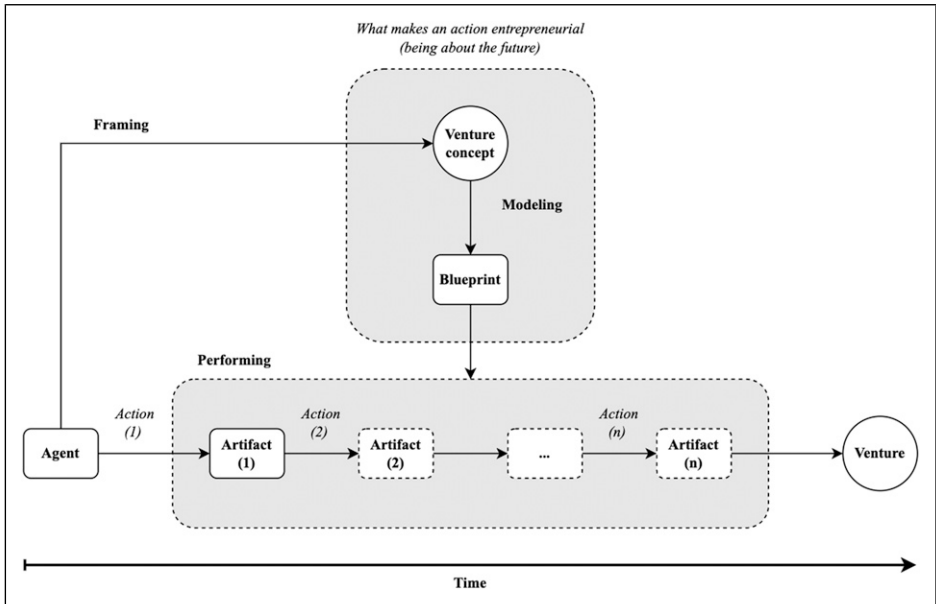 What makes an action entrepreneurial
(being about the future)
Framing
Venture
concept
Modeling
Blueprint
Performing
Action
(1)
Action
(2)
Action
(n)
Agent
Artifact
(1)
Artifact
(2)
...
Artifact
(n)
Venture
Time